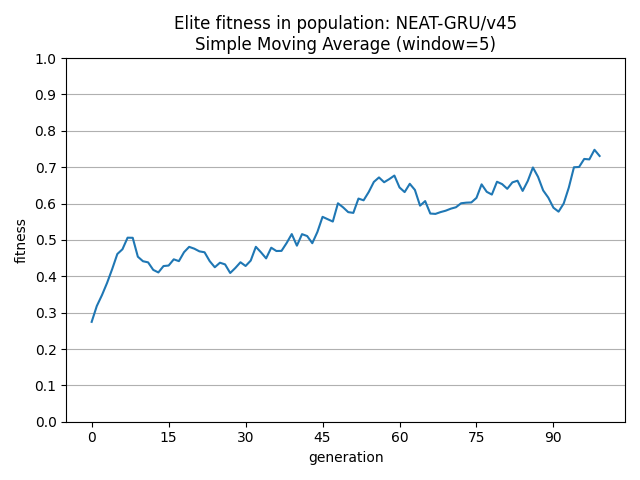 Elite fitness in population: NEAT-GRU/v45
Simple Moving Average (window=5)
fitness
1.0
0.9
0.8
0.7
0.6
0.5
0.4
0.3
0.2
0.1
0.0
0 15 30 45 60 75 90
generation